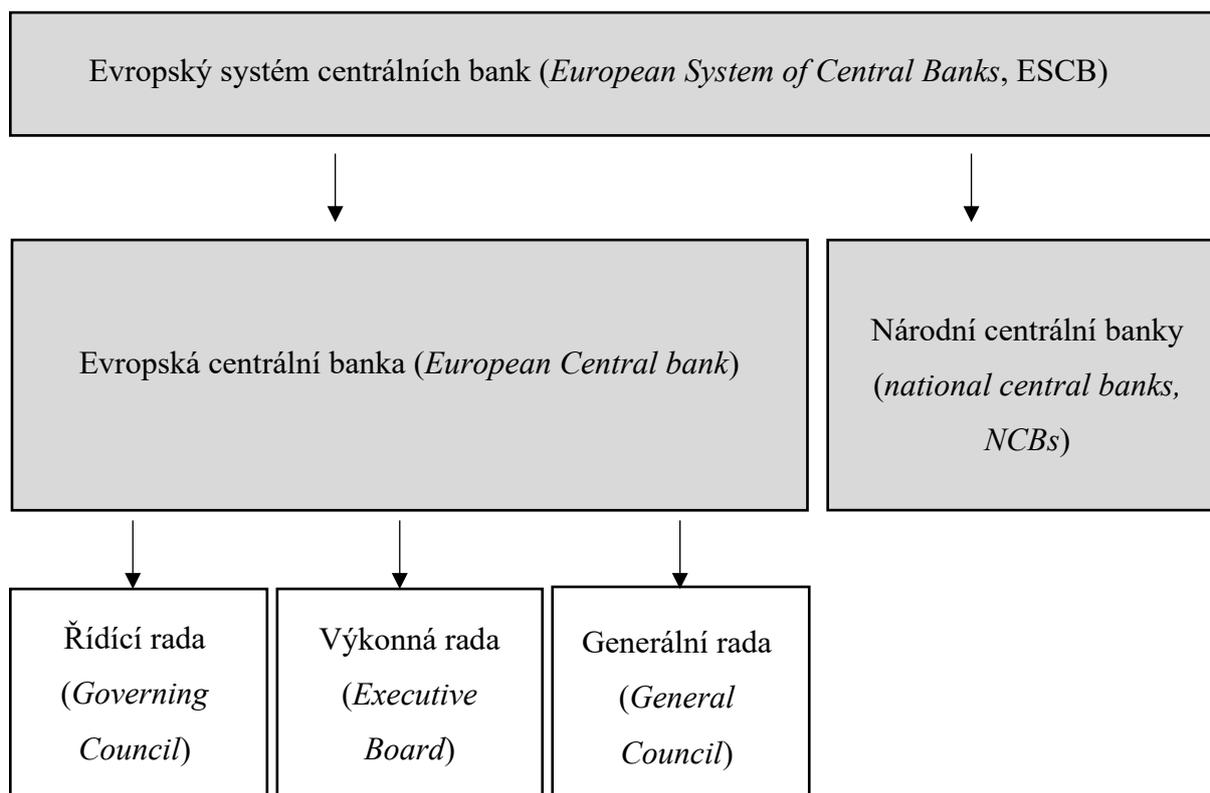 Evropský systém centrálních bank (European System of Central Banks, ESCB)
Evropská centrální banka (European Central bank)
Národní centrální banky
(national central banks,
NCBs)
Řídící rada
(Governing
Council)
Výkonná rada
(Executive
Board)
Generální rada
(General
Council)